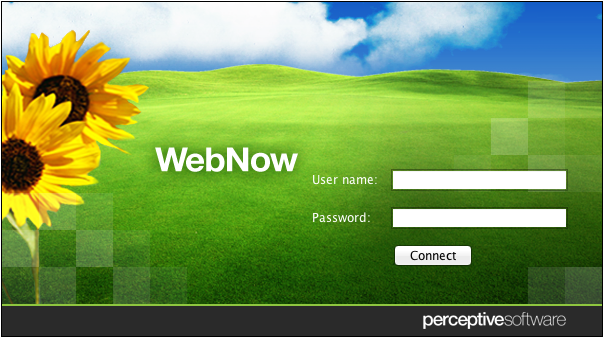 WebNow
User name:
Password:
Connect
perceptivesoftware